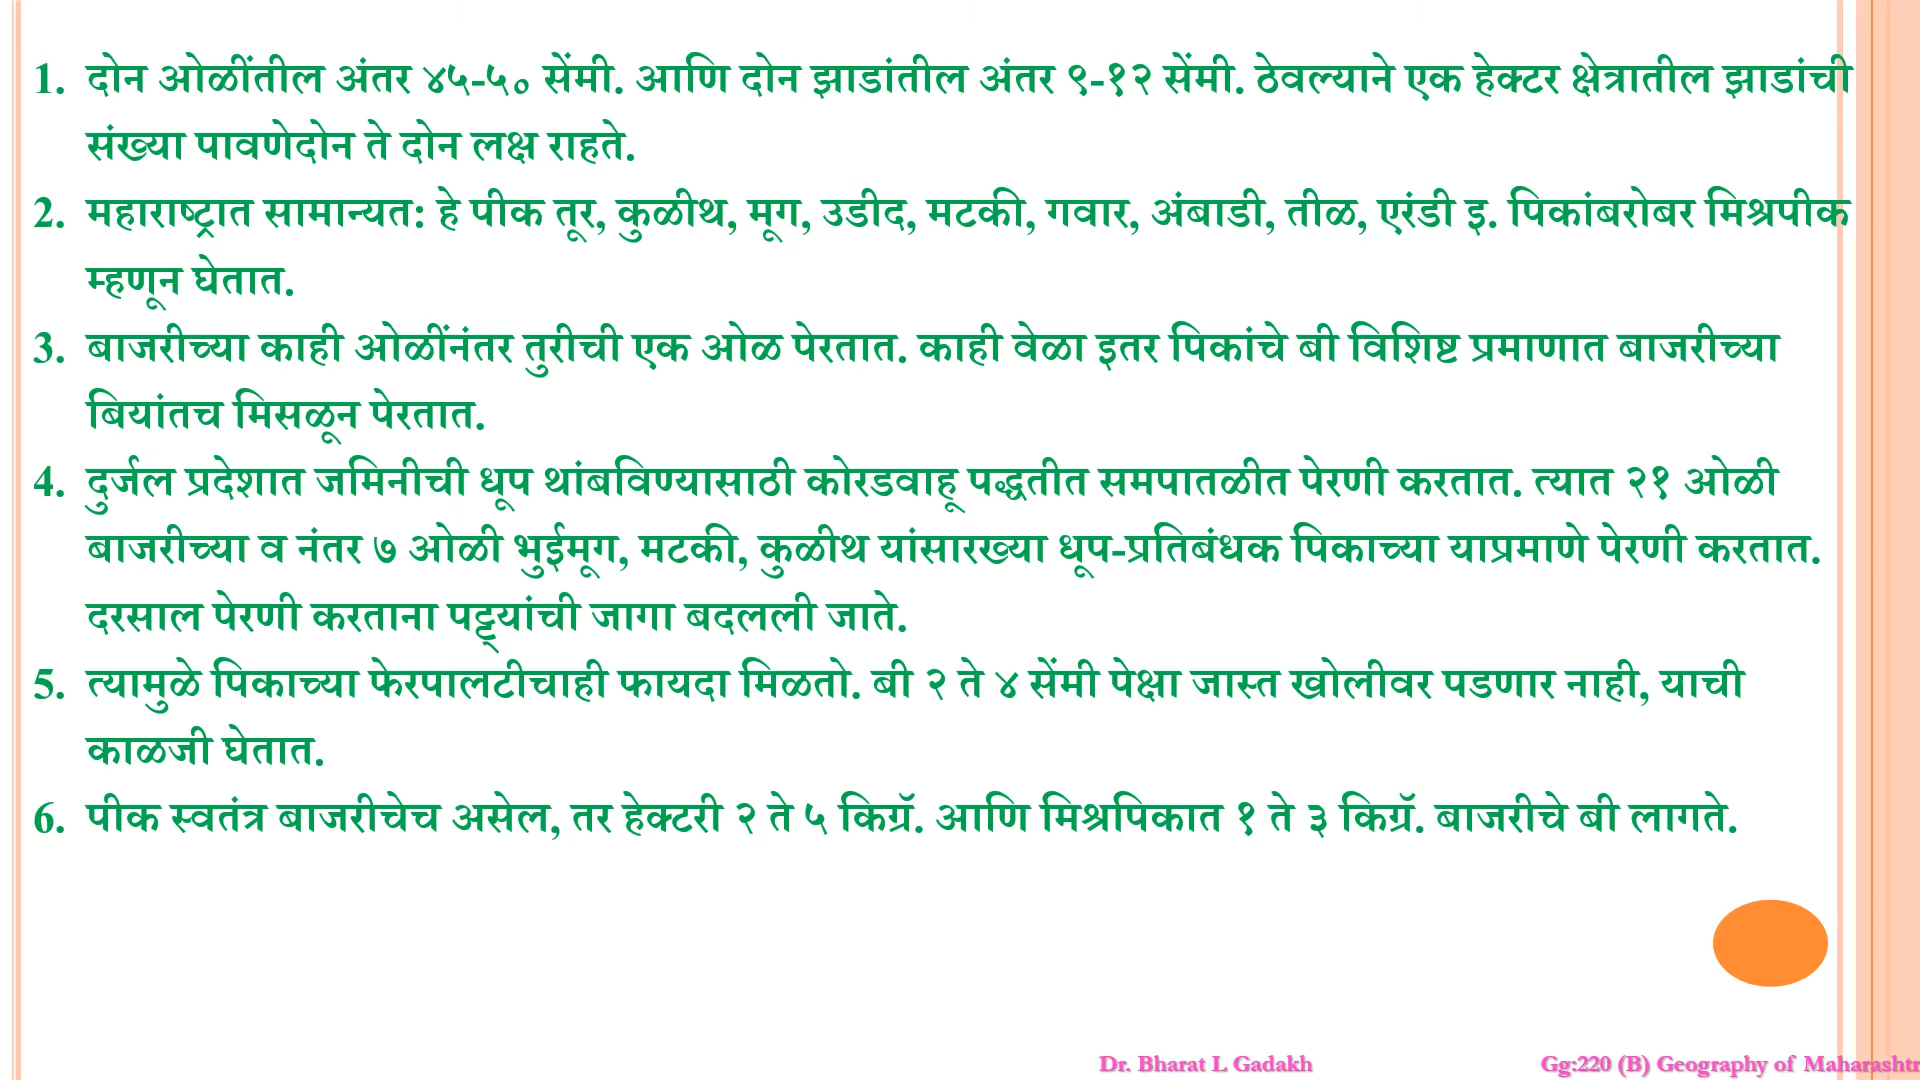 1. दोन ओळींतील अंतर ४५-५० सेंमी. आणि दोन झाडांतील अंतर ९-१२ सेंमी. ठेवल्याने एक हेक्टर क्षेत्रातील झाडांची
संख्या पावणेदोन ते दोन लक्ष राहते.
2. महाराष्ट्रात सामान्यत: हे पीक तूर, कुळीथ, मूग, उडीद, मटकी, गवार, अंबाडी, तीळ, एरंडी इ. पिकांबरोबर मिश्रपीक
म्हणून घेतात.
3. बाजरीच्या काही ओळींनंतर तुरीची एक ओळ पेरतात. काही वेळा इतर पिकांचे बी विशिष्ट प्रमाणात बाजरीच्या
बियांतच मिसळून पेरतात.
4. दुर्जल प्रदेशात जमिनीची धूप थांबविण्यासाठी कोरडवाहू पद्धतीत समपातळीत पेरणी करतात. त्यात २१ ओळी
बाजरीच्या व नंतर ७ ओळी भुईमूग, मटकी, कुळीथ यांसारख्या धूप-प्रतिबंधक पिकाच्या याप्रमाणे पेरणी करतात.
दरसाल पेरणी करताना पट्ट्यांची जागा बदलली जाते.
5. त्यामुळे पिकाच्या फेरपालटीचाही फायदा मिळतो. बी २ ते ४ सेंमी पेक्षा जास्त खोलीवर पडणार नाही, याची
काळजी घेतात.
6. पीक स्वतंत्र बाजरीचेच असेल, तर हेक्टरी २ ते ५ किग्रॅ. आणि मिश्रपिकात १ ते ३ किग्रॅ. बाजरीचे बी लागते.
Dr. Bharat L Gadakh Gg:220 (B) Geography of Maharashtr